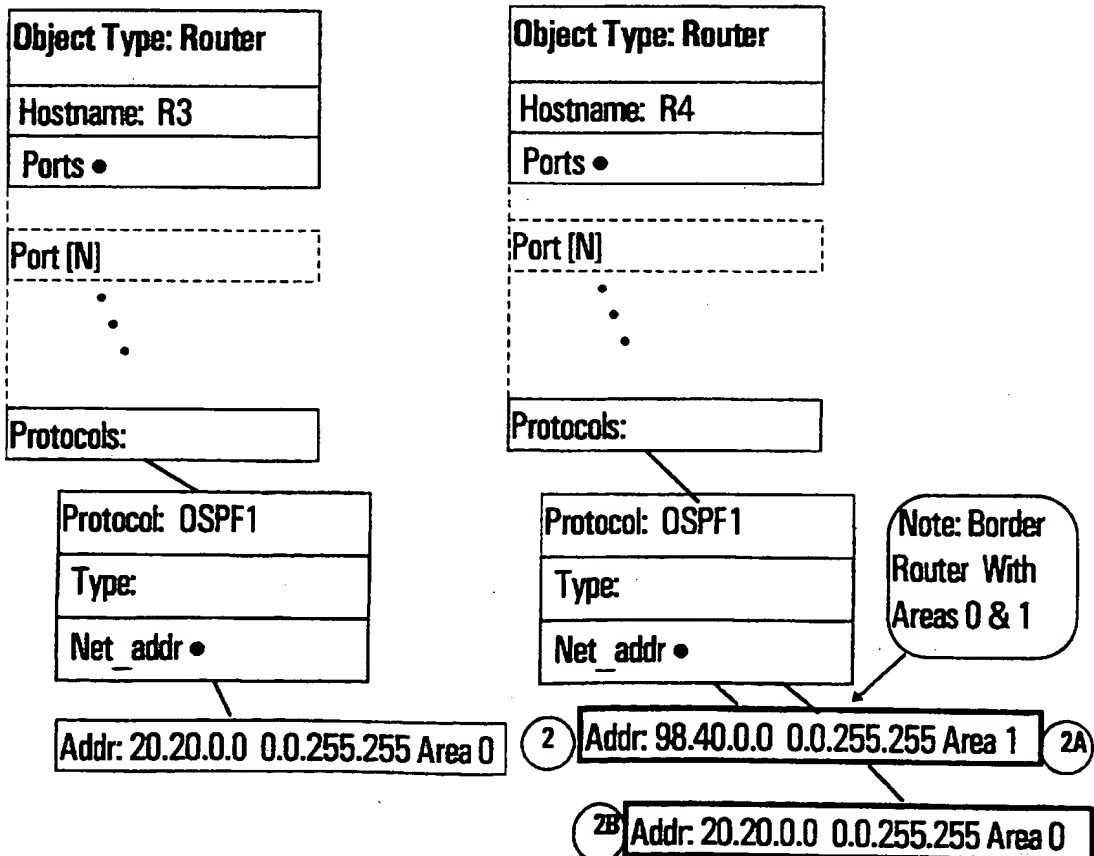 Object Type: Router
Hostname: R3
Ports •
Port [N]
Protocols:
Protocol: OSPF1
Type:
Net_addr •
Addr: 20.20.0.0 0.0.255.255 Area 0
Object Type: Router
Hostname: R4
Ports •
Port [N]
Protocols:
Protocol: OSPF1
Type:
Net_addr •
Note: Border
Router With
Areas 0 & 1
2
Addr: 98.40.0.0 0.0.255.255 Area 1
2A
2B
Addr: 20.20.0.0 0.0.255.255 Area 0